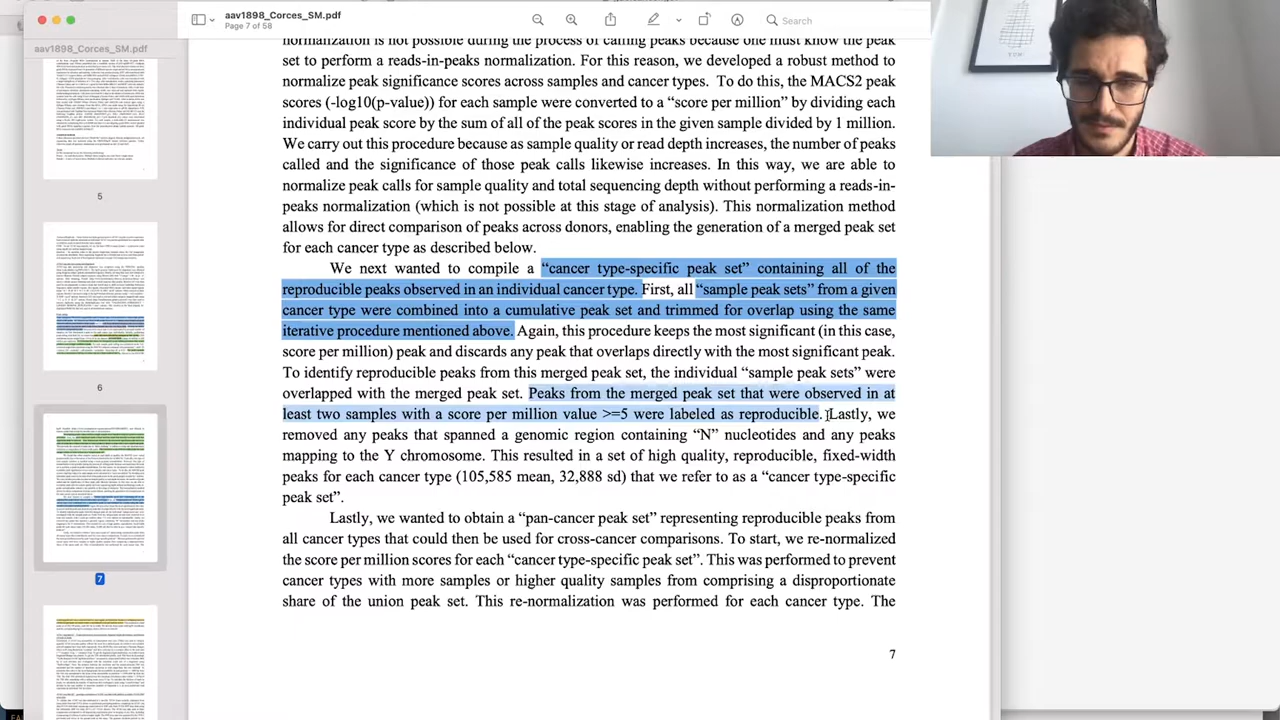 aav1898_Corces_SM.pdf
Page 7 of 58
Search
aav1898_Corces_SM.pdf
5
6
7
set to perform a reads-in-peaks normalization. For this reason, we developed a robust method to
normalize peak significance scores across samples and cancer types. To do this, the MACS2 peak
scores (-log10(p-value)) for each sample were converted to a “score per million” by dividing each
individual peak score by the sum of all of the peak scores in the given sample divided by 1 million.
We carry out this procedure because as sample quality or read depth increases, the number of peaks
called and the significance of those peak calls likewise increases. In this way, we are able to
normalize peak calls for sample quality and total sequencing depth without performing a reads-in-
peaks normalization (which is not possible at this stage of analysis). This normalization method
allows for direct comparison of peaks across donors, enabling the generation of a merged peak set
for each cancer type as described below.
We next wanted to compile a “cancer type-specific peak set” containing all of the
reproducible peaks observed in an individual cancer type. First, all “sample peak sets” from a given
cancer type were combined into a cumulative peak set and trimmed for overlap using the same
iterative procedure mentioned above. Again, this procedure keeps the most significant (in this case,
score per million) peak and discards any peak that overlaps directly with the most significant peak.
To identify reproducible peaks from this merged peak set, the individual “sample peak sets” were
overlapped with the merged peak set. Peaks from the merged peak set that were observed in at
least two samples with a score per million value >=5 were labeled as reproducible. Lastly, we
removed any peaks that spanned a genomic region containing “N” nucleotides and any peaks
mapping to the Y chromosome. This resulted in a set of high quality, reproducible, fixed-width
peaks for each cancer type (105,585 mean, 32,888 sd) that we refer to as a “cancer type-specific
peak set”.
Lastly, we wanted to obtain a “pan-cancer peak set” representing reproducible peaks from
all cancer types that could then be used for cross-cancer comparisons. To start, we re-normalized
the score per million scores for each “cancer type-specific peak set”. This was performed to prevent
cancer types with more samples or higher quality samples from comprising a disproportionate
share of the union peak set. This re-normalization was performed for each cancer type. The
7